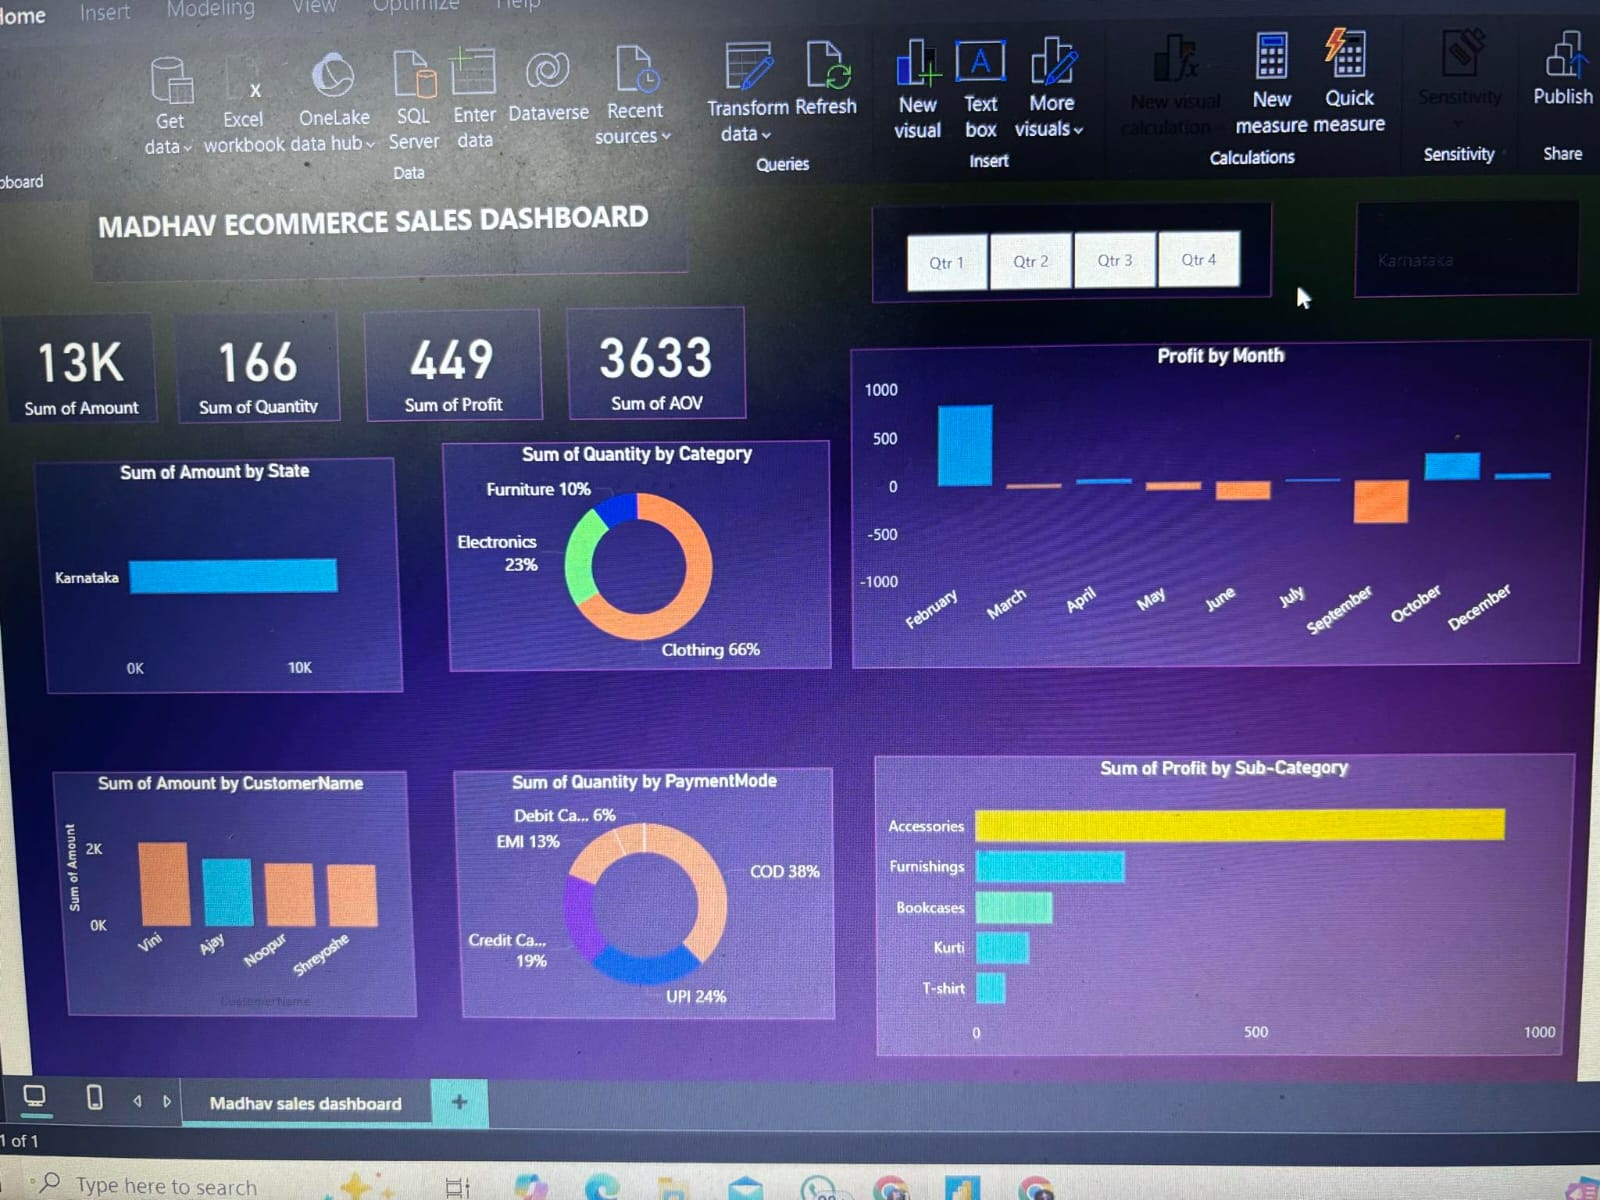 Home Insert Modeling View Optimize Help
Get data
Excel workbook
OneLake data hub
SQL Server
Enter data
Dataverse
Recent sources
Data
Transform data
Refresh
Queries
New visual
Text box
More visuals
Insert
New visual calculation
New measure
Quick measure
Calculations
Sensitivity
Sensitivity
Publish
Share
MADHAV ECOMMERCE SALES DASHBOARD
Qtr 1 Qtr 2 Qtr 3 Qtr 4
Karnataka
13K
Sum of Amount
166
Sum of Quantity
449
Sum of Profit
3633
Sum of AOV
Sum of Amount by State
Karnataka
0K 10K
Sum of Quantity by Category
Furniture 10%
Electronics
23%
Clothing 66%
Profit by Month
1000
500
0
-500
-1000
February March April May June July September October December
Sum of Amount by CustomerName
Sum of Amount
2K
0K
Vini Ajay Noopur Shreyoshe
CustomerName
Sum of Quantity by PaymentMode
Debit Ca... 6%
EMI 13%
COD 38%
Credit Ca...
19%
UPI 24%
Sum of Profit by Sub-Category
Accessories
Furnishings
Bookcases
Kurti
T-shirt
0 500 1000
Madhav sales dashboard +
1 of 1
Type here to search